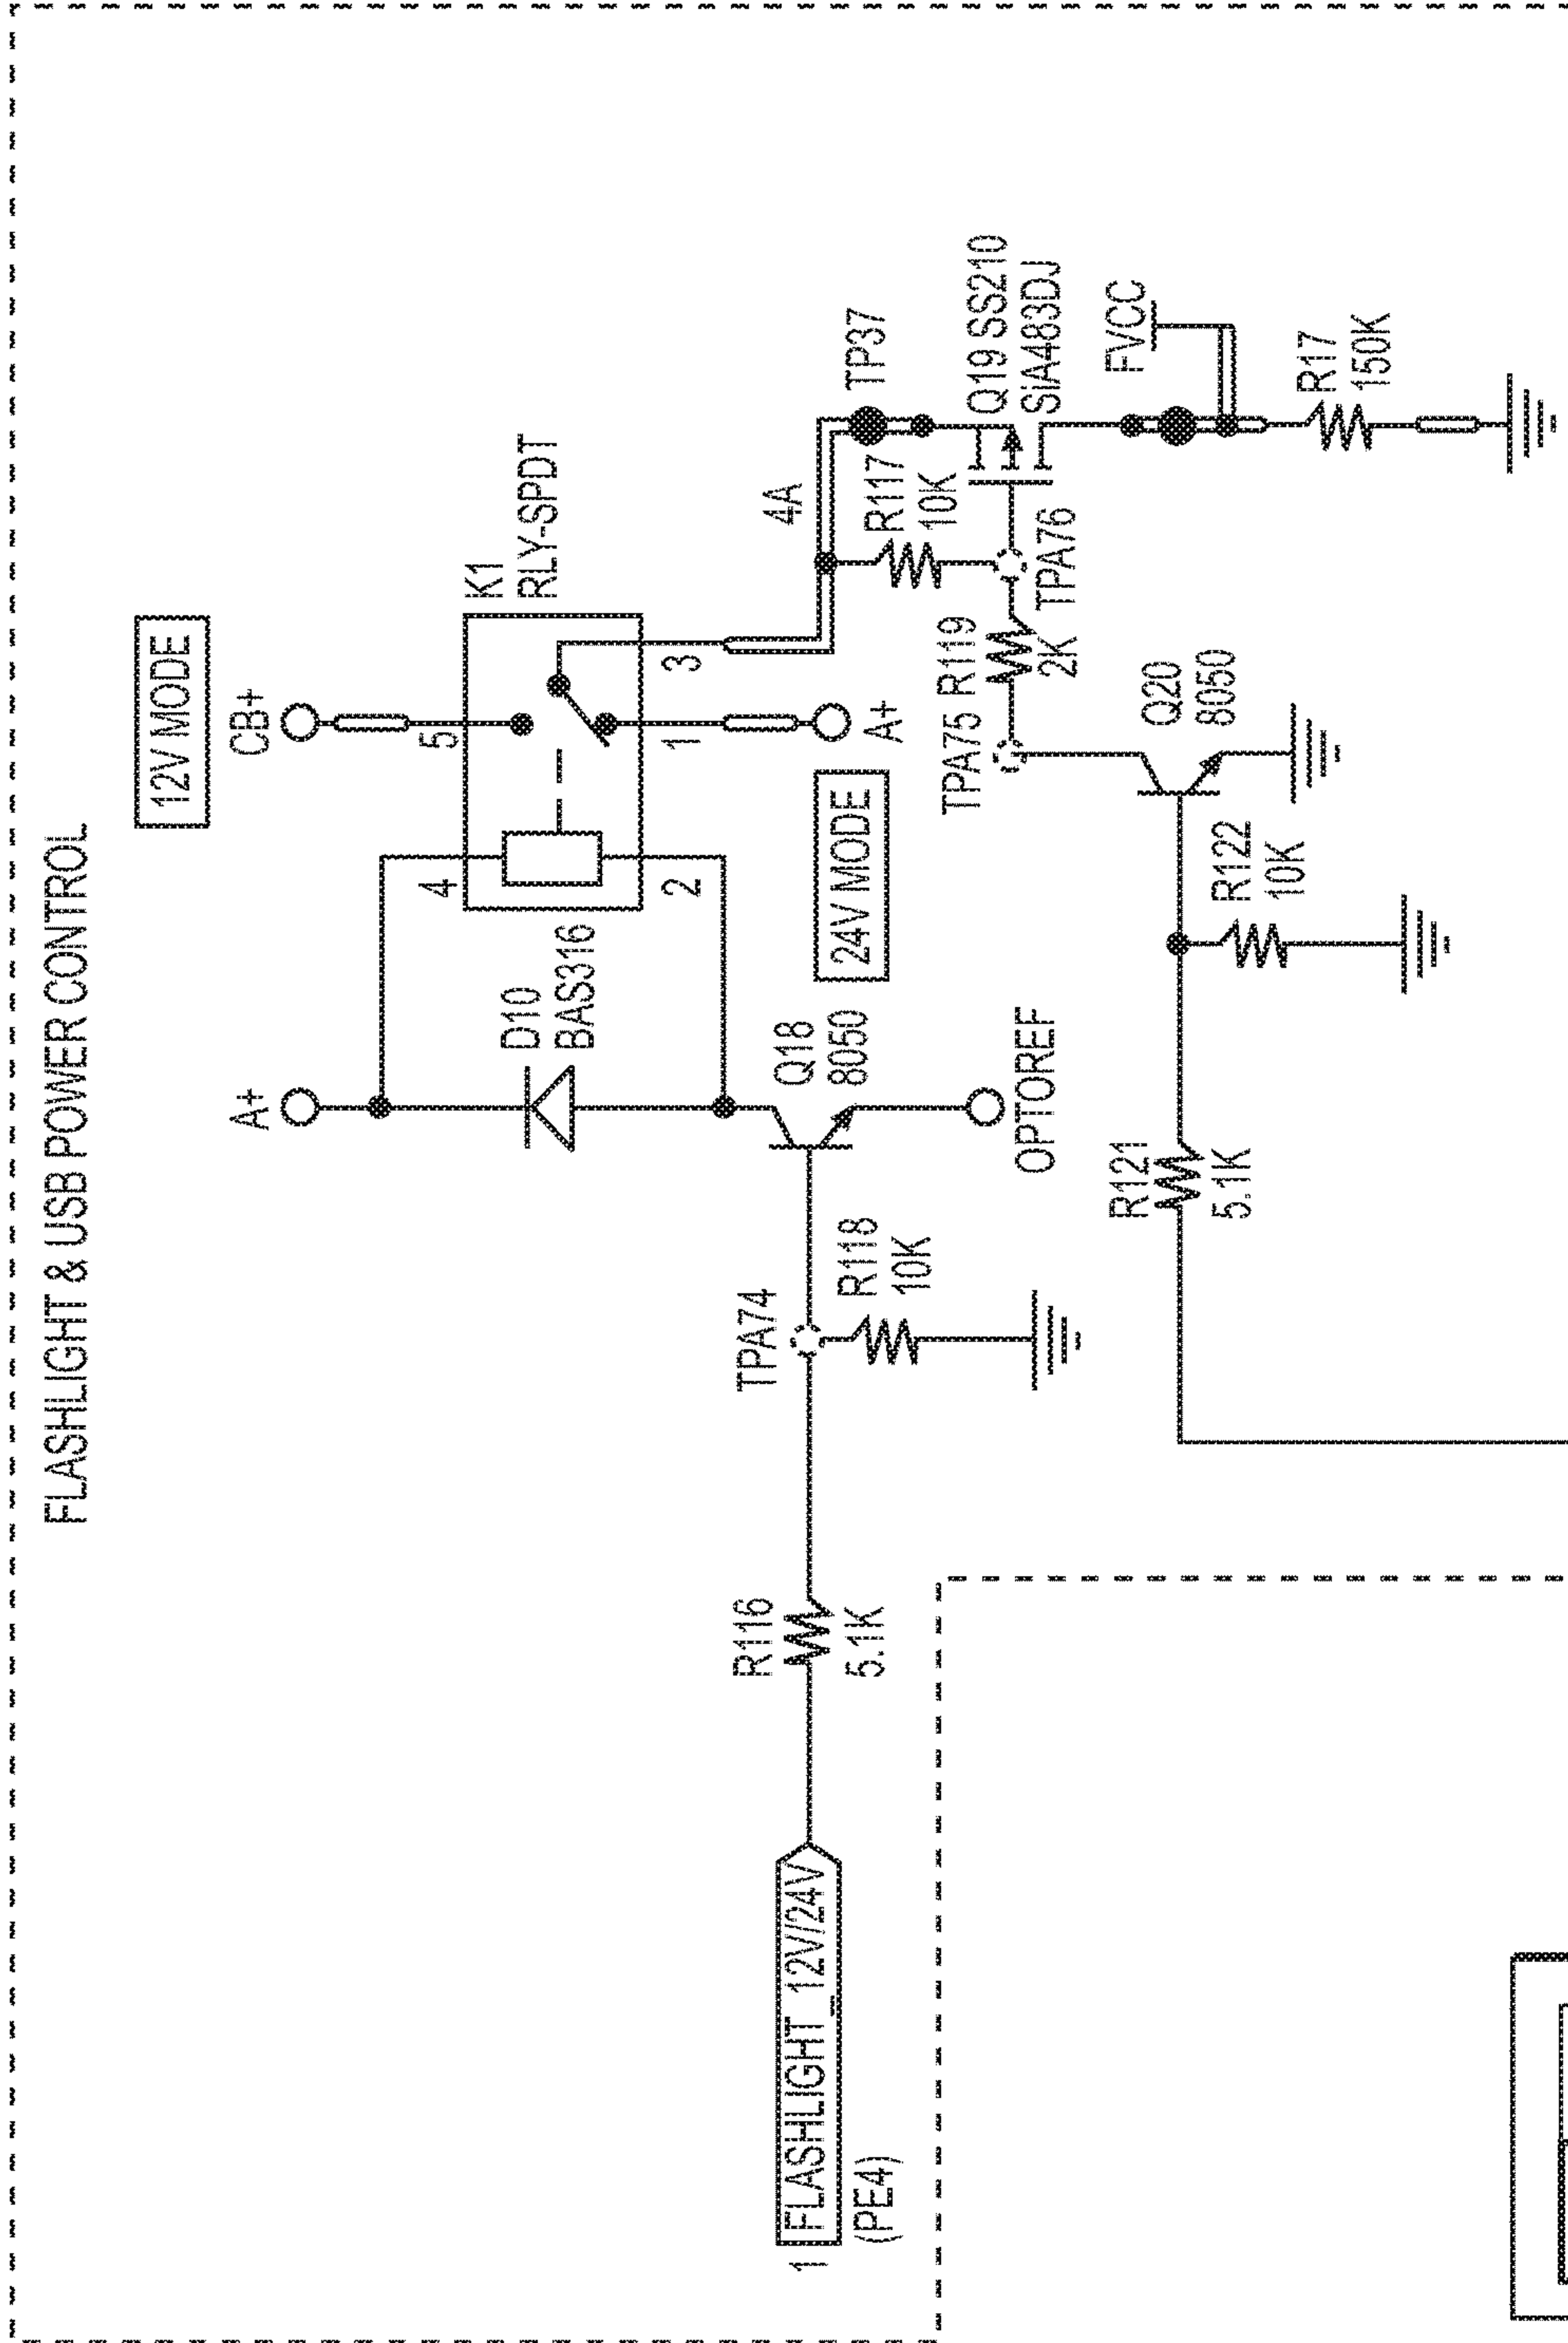 FLASHLIGHT & USB POWER CONTROL
12V MODE
A+
CB+
D10
BAS316
4
5
K1
RLY-SPDT
2
1
3
24V MODE
A+
4A
TP37
1
FLASHLIGHT_12V/24V
(PE4)
R116
5.1K
TPA74
R118
10K
Q18
8050
OPTOREF
R117
10K
TPA75
R119
2K
TPA76
Q19 SS210
SiA483DJ
R121
5.1K
R122
10K
Q20
8050
FVCC
R17
150K